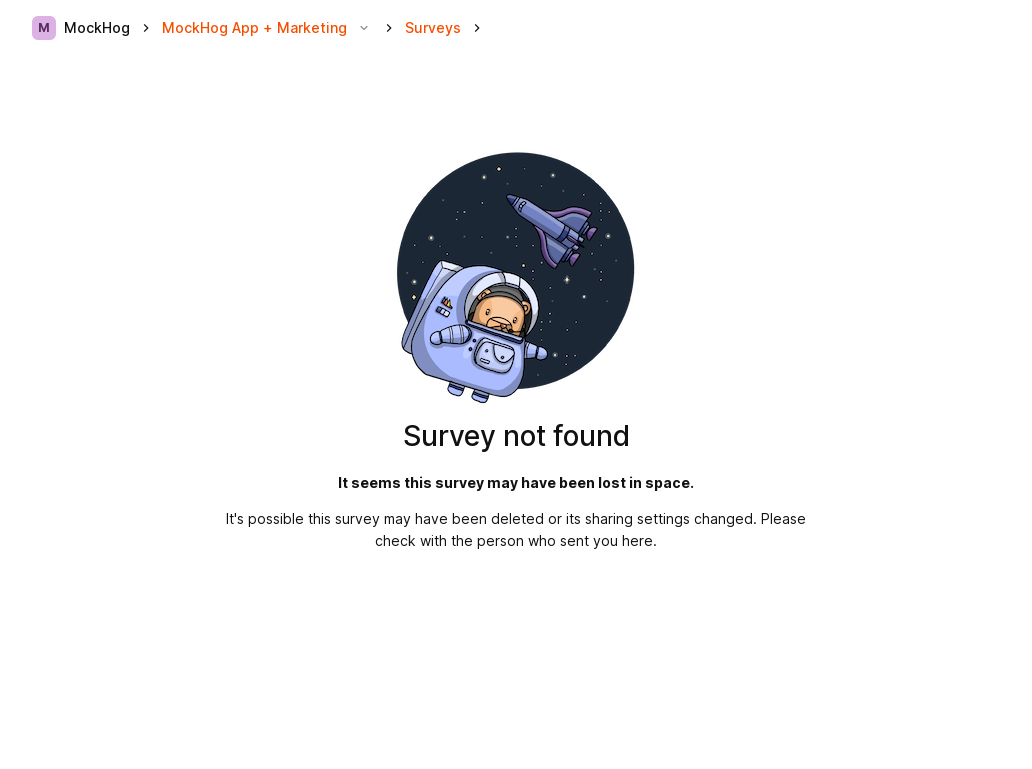 M MockHog MockHog App + Marketing Surveys
Survey not found
It seems this survey may have been lost in space.
It's possible this survey may have been deleted or its sharing settings changed. Please
check with the person who sent you here.